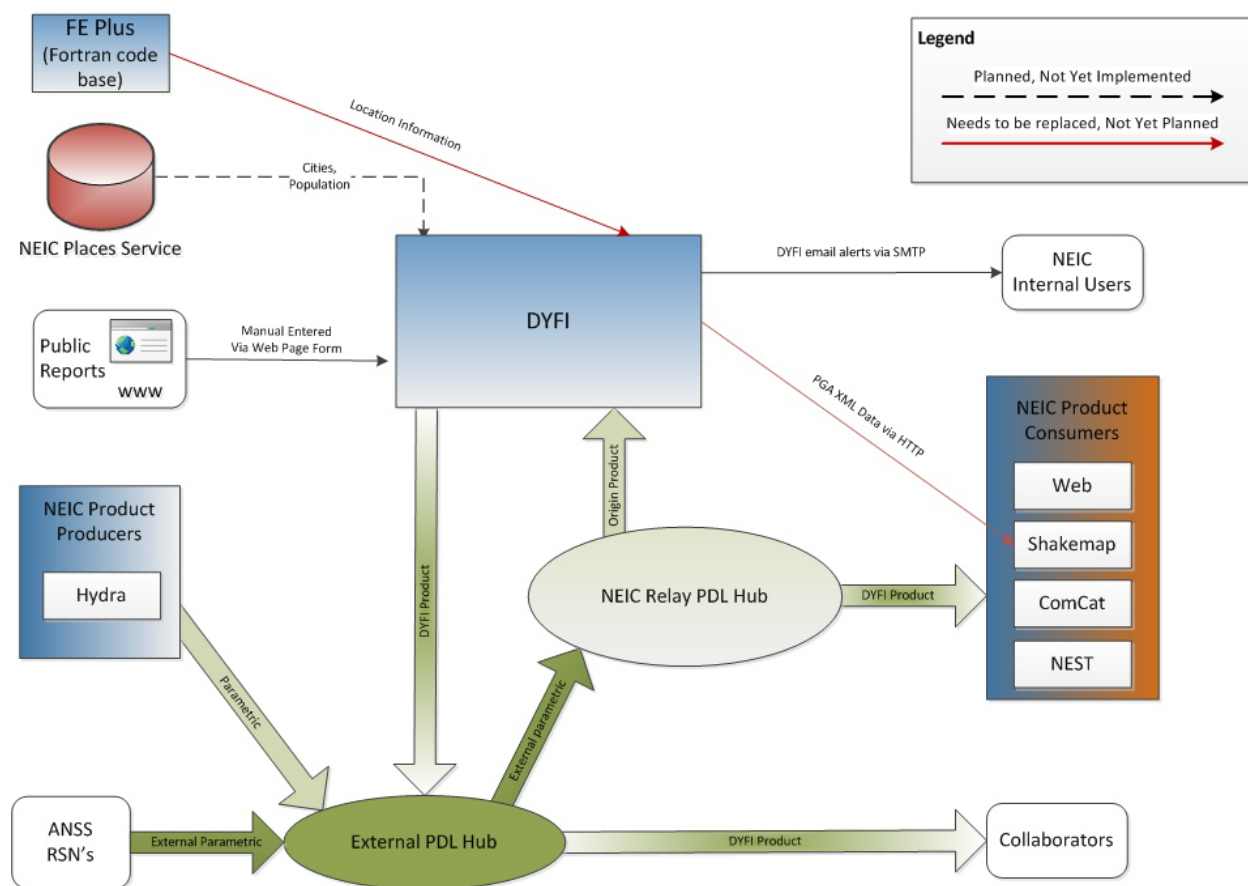 FE Plus
(Fortran code
base)
Legend
Planned, Not Yet Implemented
Needs to be replaced, Not Yet Planned
Location Information
Cities,
Population
NEIC Places Service
DYFI email alerts via SMTP
NEIC
Internal Users
DYFI
Public
Reports
www
Manual Entered
Via Web Page Form
PGA XML Data via HTTP
NEIC Product
Consumers
Web
Shakemap
ComCat
NEST
Origin Product
NEIC Product
Producers
Hydra
DYFI Product
NEIC Relay PDL Hub
DYFI Product
Parametric
External parametric
ANSS
RSN's
External Parametric
External PDL Hub
DYFI Product
Collaborators